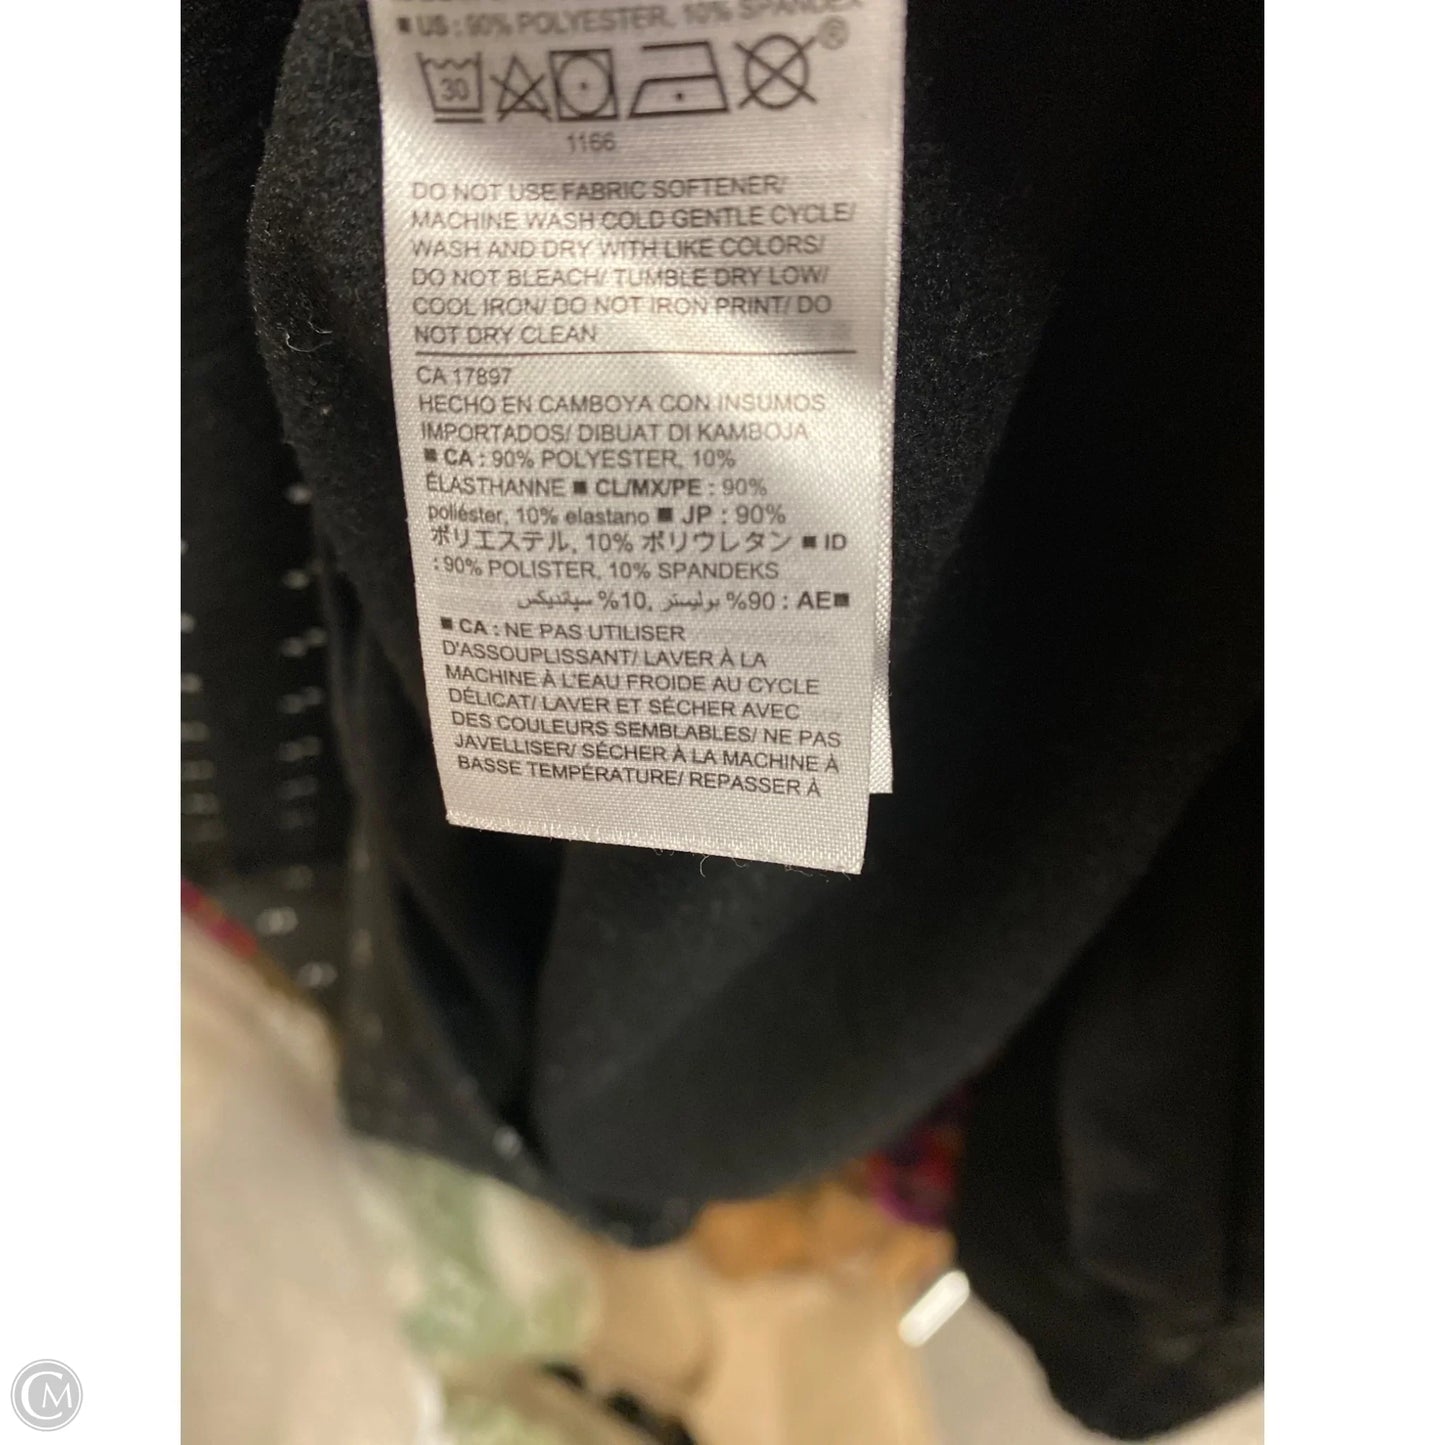 ■ US : 90% POLYESTER, 10% SPANDEX
30
1166
DO NOT USE FABRIC SOFTENER/
MACHINE WASH COLD GENTLE CYCLE/
WASH AND DRY WITH LIKE COLORS/
DO NOT BLEACH/ TUMBLE DRY LOW/
COOL IRON/ DO NOT IRON PRINT/ DO
NOT DRY CLEAN
CA 17897
HECHO EN CAMBOYA CON INSUMOS
IMPORTADOS/ DIBUAT DI KAMBOJA
■ CA : 90% POLYESTER, 10%
ÉLASTHANNE ■ CL/MX/PE : 90%
poliéster, 10% elastano ■ JP : 90%
ポリエステル, 10% ポリウレタン ■ ID
: 90% POLISTER, 10% SPANDEKS
■AE : 90% بوليستر, 10% سپانديكس
■ CA : NE PAS UTILISER
D'ASSOUPLISSANT/ LAVER À LA
MACHINE À L'EAU FROIDE AU CYCLE
DÉLICAT/ LAVER ET SÉCHER AVEC
DES COULEURS SEMBLABLES/ NE PAS
JAVELLISER/ SÉCHER À LA MACHINE À
BASSE TEMPÉRATURE/ REPASSER À
CM